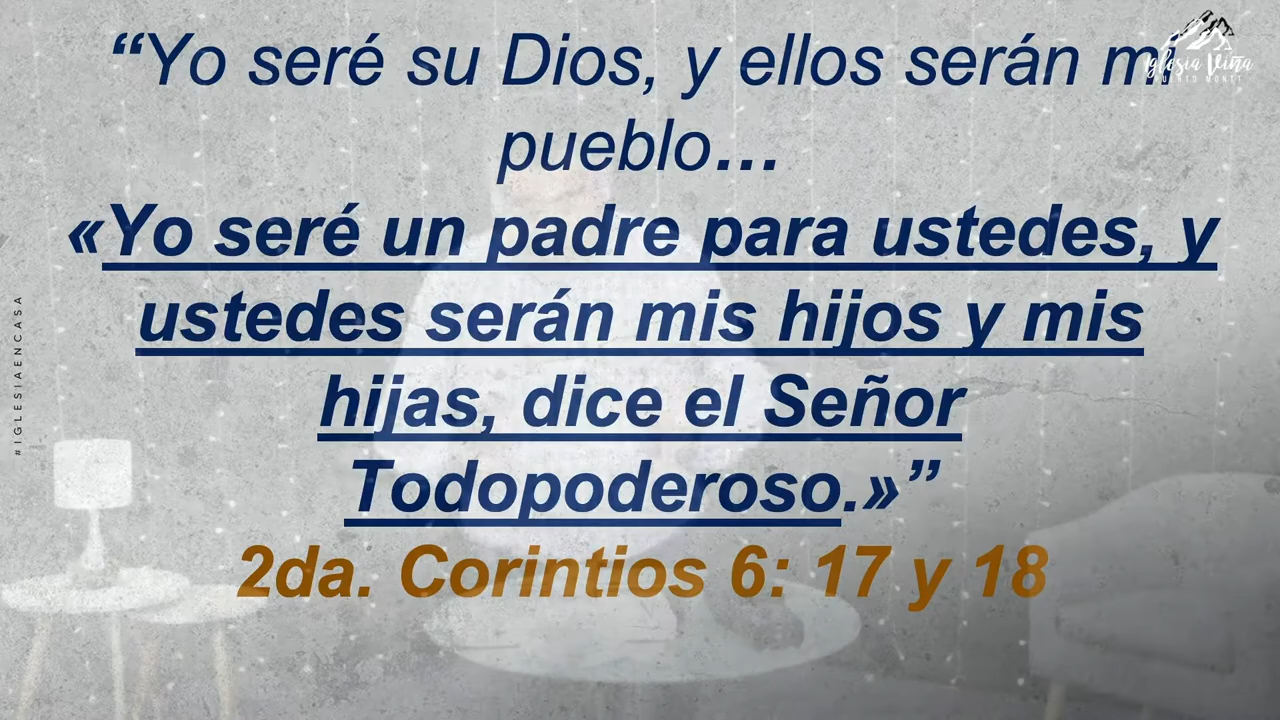 “Yo seré su Dios, y ellos serán mi
pueblo...
«Yo seré un padre para ustedes, y
ustedes serán mis hijos y mis
hijas, dice el Señor
Todopoderoso.»”
2da. Corintios 6: 17 y 18
Iglesia Viña
#IGLESIAENCASA